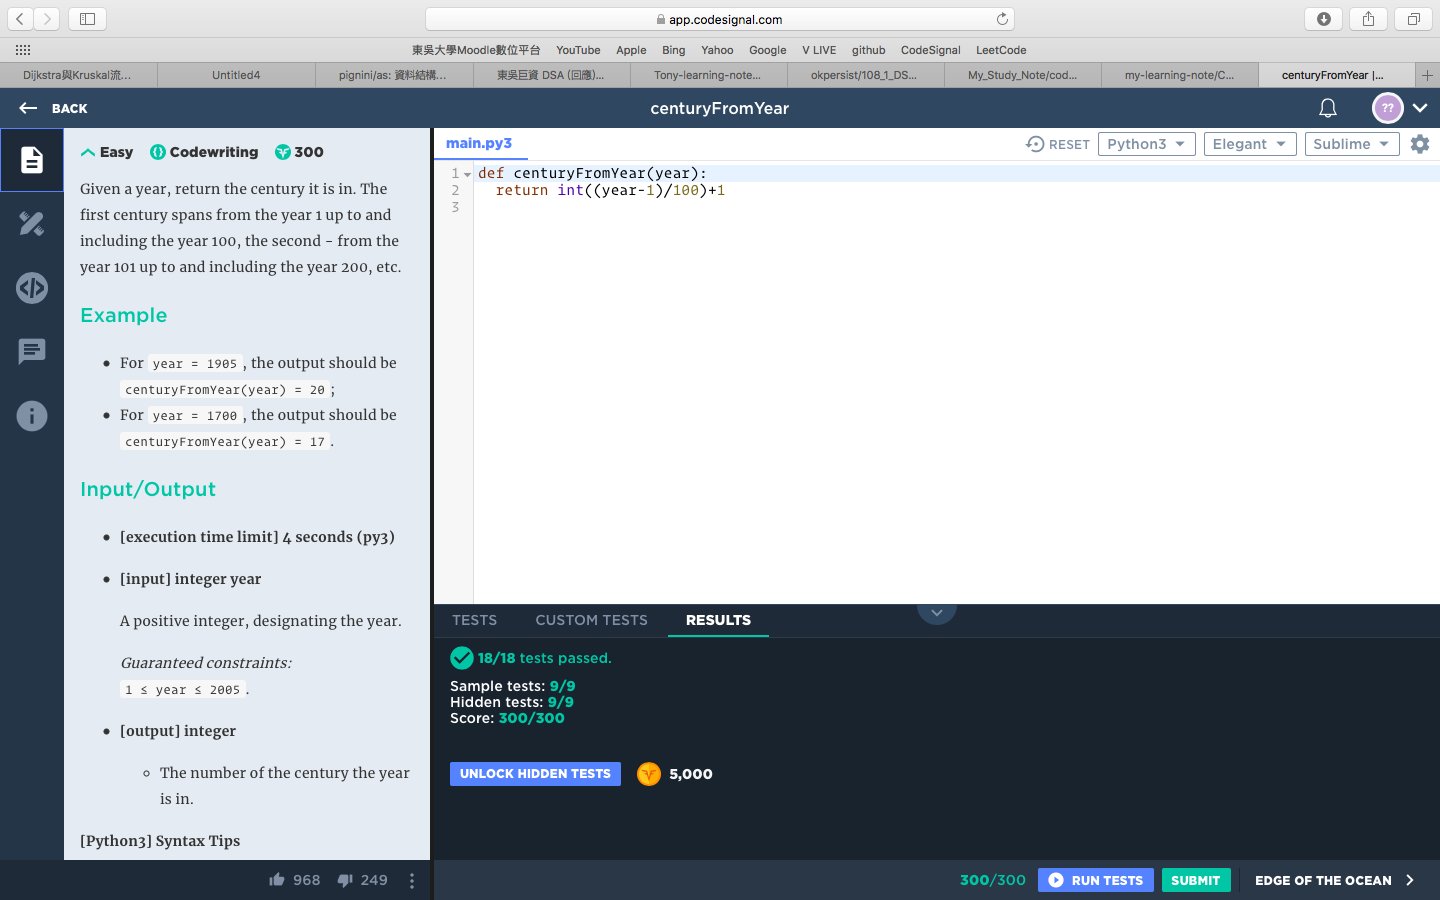 app.codesignal.com
東吳大學Moodle數位平台 YouTube Apple Bing Yahoo Google V LIVE github CodeSignal LeetCode
Dijkstra與Kruskal流... Untitled4 pignini/as: 資料結構... 東吳巨資 DSA (回應)... Tony-learning-note... okpersist/108_1_DS... My_Study_Note/cod... my-learning-note/C... centuryFromYear |... +
BACK centuryFromYear ??
Easy Codewriting 300
Given a year, return the century it is in. The
first century spans from the year 1 up to and
including the year 100, the second - from the
year 101 up to and including the year 200, etc.
Example
• For year = 1905 , the output should be
centuryFromYear(year) = 20 ;
• For year = 1700 , the output should be
centuryFromYear(year) = 17 .
Input/Output
• [execution time limit] 4 seconds (py3)
• [input] integer year
A positive integer, designating the year.
Guaranteed constraints:
1 ≤ year ≤ 2005 .
• [output] integer
◦ The number of the century the year
is in.
[Python3] Syntax Tips
968 249
main.py3 RESET Python3 Elegant Sublime
1 def centuryFromYear(year):
2   return int((year-1)/100)+1
3
TESTS CUSTOM TESTS RESULTS
18/18 tests passed.
Sample tests: 9/9
Hidden tests: 9/9
Score: 300/300
UNLOCK HIDDEN TESTS 5,000
300/300 RUN TESTS SUBMIT EDGE OF THE OCEAN